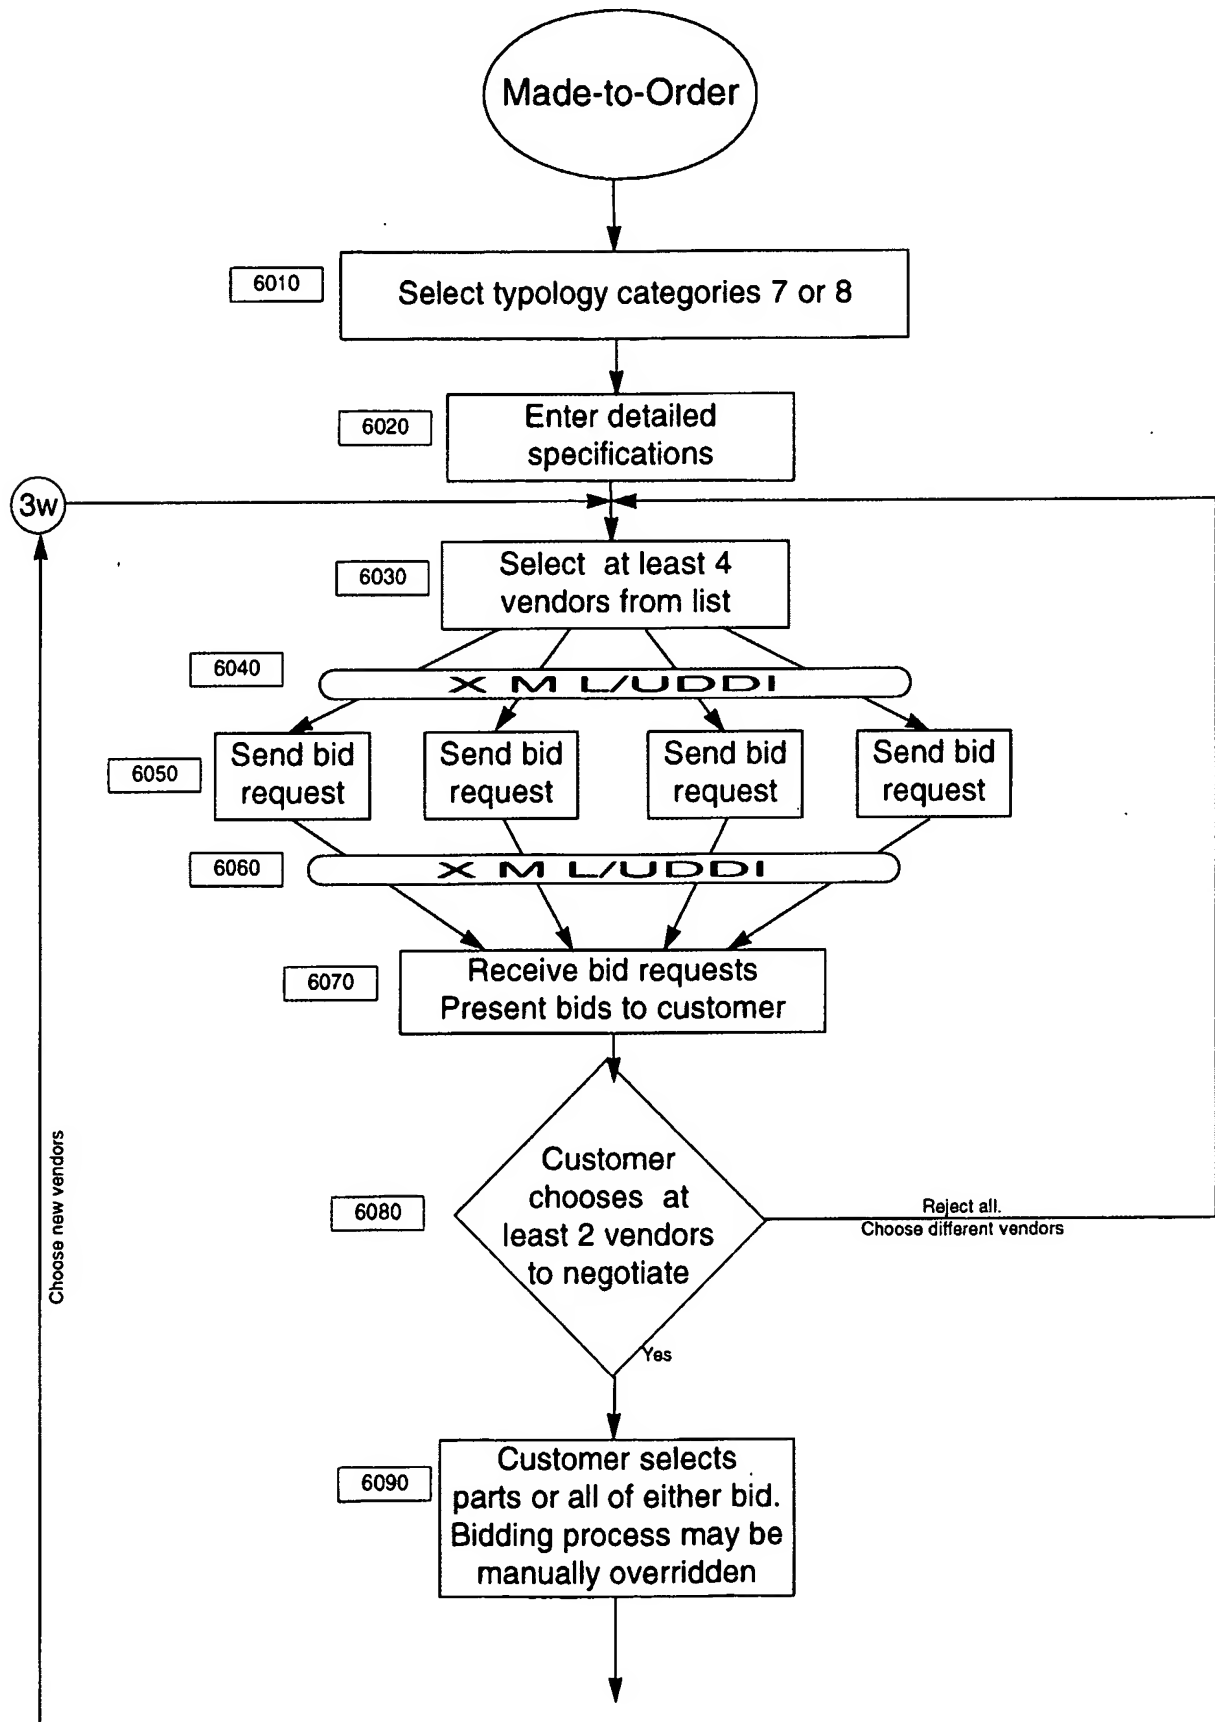 Made-to-Order
6010
Select typology categories 7 or 8
6020
Enter detailed
specifications
3w
6030
Select at least 4
vendors from list
6040
X M L/UDDI
6050
Send bid
request
Send bid
request
Send bid
request
Send bid
request
6060
X M L/UDDI
6070
Receive bid requests
Present bids to customer
6080
Customer
chooses at
least 2 vendors
to negotiate
Reject all.
Choose different vendors
Choose new vendors
Yes
6090
Customer selects
parts or all of either bid.
Bidding process may be
manually overridden